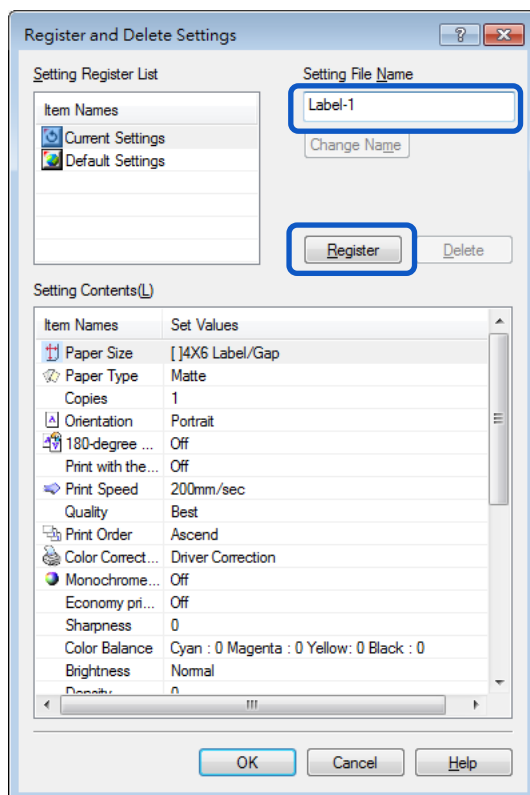 Register and Delete Settings
Setting Register List
Setting File Name
Item Names
Label-1
Current Settings
Change Name
Default Settings
Register
Delete
Setting Contents(L)
Item Names Set Values
Paper Size [ ]4X6 Label/Gap
Paper Type Matte
Copies 1
Orientation Portrait
180-degree ... Off
Print with the... Off
Print Speed 200mm/sec
Quality Best
Print Order Ascend
Color Correct... Driver Correction
Monochrome... Off
Economy pri... Off
Sharpness 0
Color Balance Cyan : 0 Magenta : 0 Yellow: 0 Black : 0
Brightness Normal
Density 0
OK Cancel Help